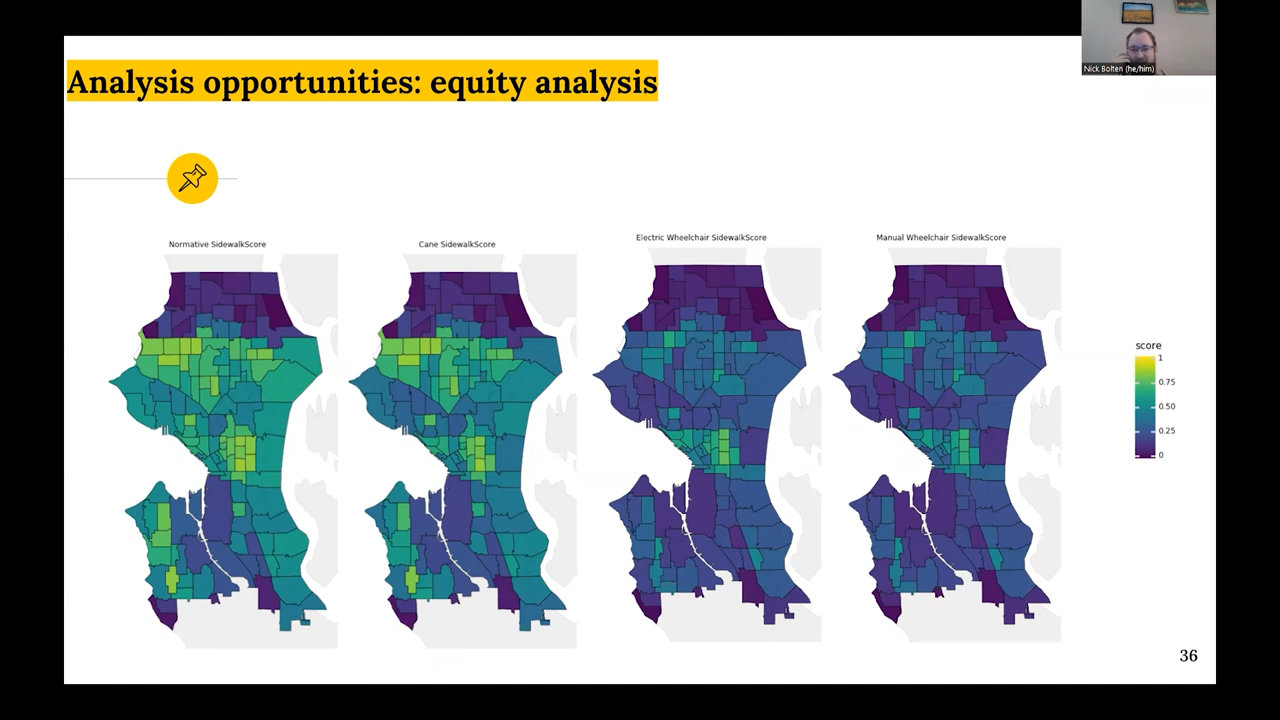 Nick Bolten (he/him)
Analysis opportunities: equity analysis
Normative SidewalkScore
Cane SidewalkScore
Electric Wheelchair SidewalkScore
Manual Wheelchair SidewalkScore
score
1
0.75
0.50
0.25
0
36